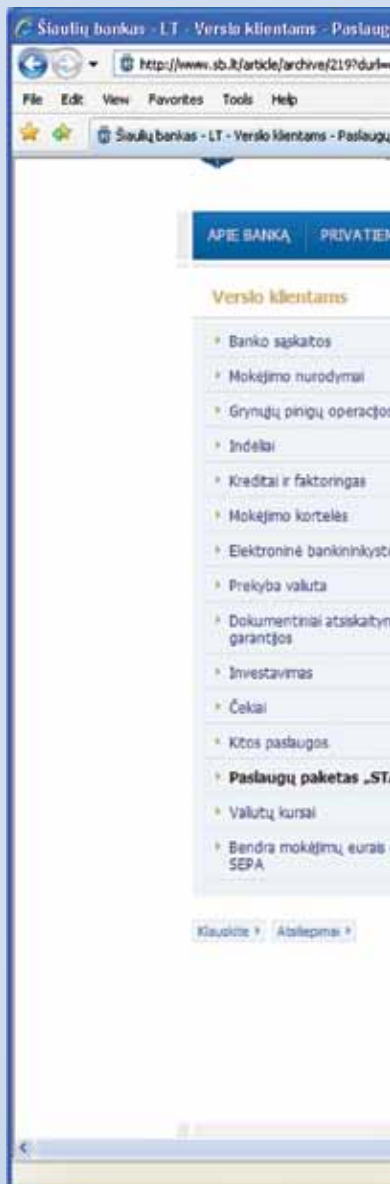 Šiaulių bankas - LT - Verslo klientams - Paslaug
http://www.sb.lt/article/archive/219?durl=
File Edit View Favorites Tools Help
Šiaulių bankas - LT - Verslo klientams - Paslaugų
APIE BANKĄ PRIVATIEM
Verslo klientams
Banko sąskaitos
Mokėjimo nurodymai
Grynųjų pinigų operacijos
Indėliai
Kreditai ir faktoringas
Mokėjimo kortelės
Elektroninė bankininkystė
Prekyba valiuta
Dokumentiniai atsiskaitym
garantijos
Investavimas
Čekiai
Kitos paslaugos
Paslaugų paketas „STA
Valiutų kursai
Bendra mokėjimų eurais
SEPA
Klauskite Atsiliepimai